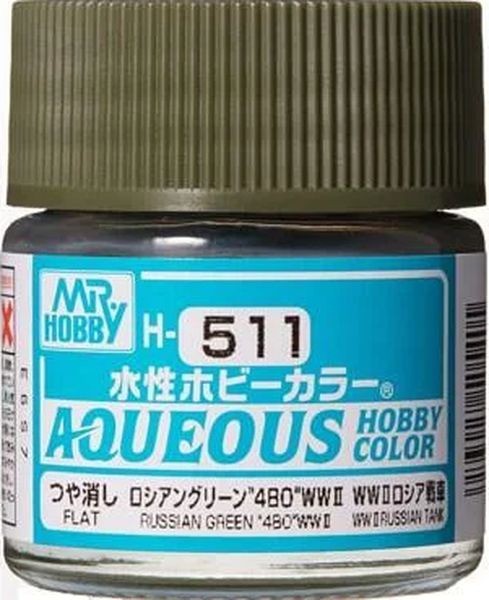 MR HOBBY
H-511
水性ホビーカラー®
AQUEOUS HOBBY COLOR
つや消し ロシアングリーン"4BO"WWⅡ WWⅡロシア戦車
FLAT RUSSIAN GREEN "4BO"WWⅡ WWⅡRUSSIAN TANK